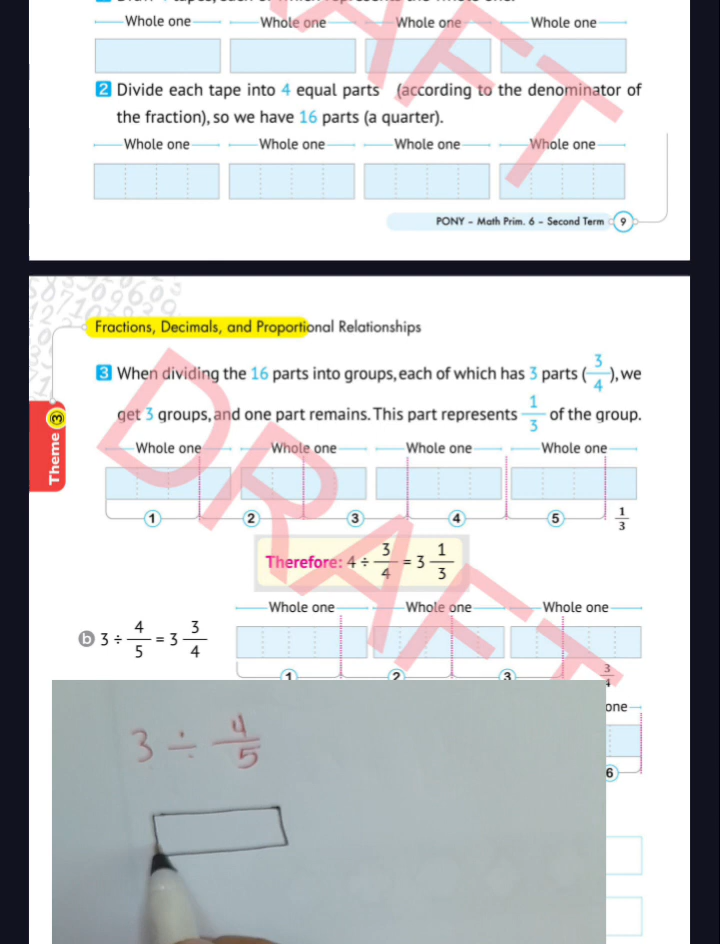 Whole one Whole one Whole one Whole one
2 Divide each tape into 4 equal parts (according to the denominator of
the fraction), so we have 16 parts (a quarter).
Whole one Whole one Whole one Whole one
PONY - Math Prim. 6 - Second Term 9
Fractions, Decimals, and Proportional Relationships
Theme 3
3 When dividing the 16 parts into groups, each of which has 3 parts (3/4), we
get 3 groups, and one part remains. This part represents 1/3 of the group.
Whole one Whole one Whole one Whole one
1 2 3 4 5 1/3
Therefore: 4 ÷ 3/4 = 3 1/3
Whole one Whole one Whole one
b 3 ÷ 4/5 = 3 3/4
1 2 3 3/4
one
6
3 ÷ 4/5
DRAFT